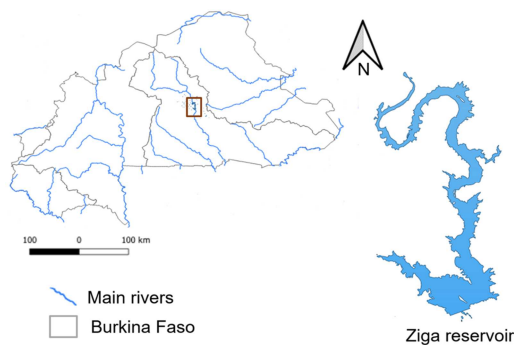 N
100 0 100 km
Main rivers
Burkina Faso
Ziga reservoir